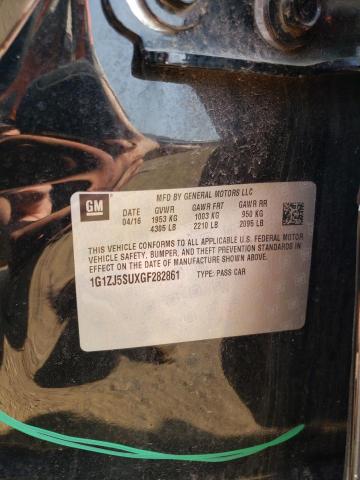 GM
MFD BY GENERAL MOTORS LLC
DATE GVWR GAWR FRT GAWR RR
04/16 1953 KG 1003 KG 950 KG
4305 LB 2210 LB 2095 LB
THIS VEHICLE CONFORMS TO ALL APPLICABLE U.S. FEDERAL MOTOR
VEHICLE SAFETY, BUMPER, AND THEFT PREVENTION STANDARDS IN
EFFECT ON THE DATE OF MANUFACTURE SHOWN ABOVE.
1G1ZJ5SUXGF282861 TYPE: PASS CAR